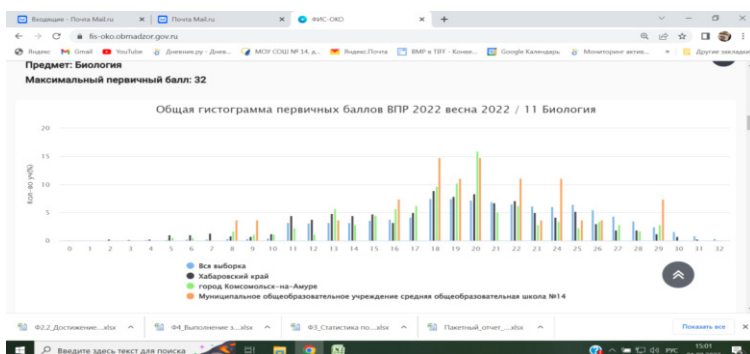 Входящие - Почта Mail.ru
Почта Mail.ru
ФИС-ОКО
fis-oko.obrnadzor.gov.ru
Яндекс
Gmail
YouTube
Дневник.ру - Днев...
МОУ СОШ № 14, д...
Яндекс.Почта
BMP в TIFF - Конве...
Google Календарь
Мониторинг актив...
Другие закладки
Предмет: Биология
Максимальный первичный балл: 32
Общая гистограмма первичных баллов ВПР 2022 весна 2022 / 11 Биология
Кол-во уч(%)
20
15
10
5
0
0 1 2 3 4 5 6 7 8 9 10 11 12 13 14 15 16 17 18 19 20 21 22 23 24 25 26 27 28 29 30 31 32
Вся выборка
Хабаровский край
город Комсомольск-на-Амуре
Муниципальное общеобразовательное учреждение средняя общеобразовательная школа №14
Ф2.2_Достижение....xlsx
Ф4_Выполнение з....xlsx
Ф3_Статистика по....xlsx
Пакетный_отчет_....xlsx
Показать все
Введите здесь текст для поиска
РУС
15:01